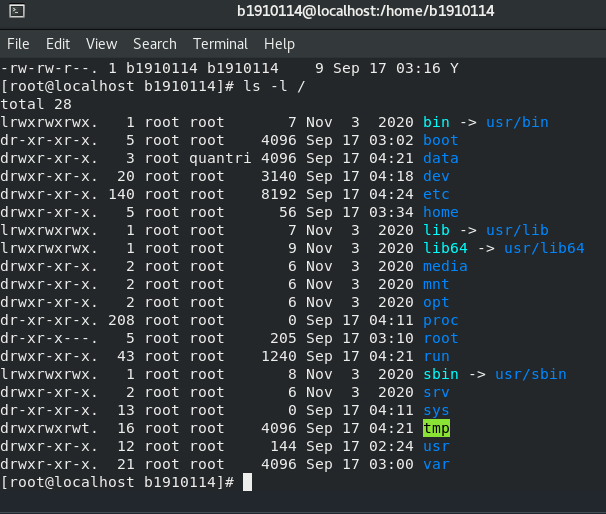 b1910114@localhost:/home/b1910114
File Edit View Search Terminal Help
-rw-rw-r--. 1 b1910114 b1910114    9 Sep 17 03:16 Y
[root@localhost b1910114]# ls -l /
total 28
lrwxrwxrwx.   1 root root       7 Nov  3  2020 bin -> usr/bin
dr-xr-xr-x.   5 root root    4096 Sep 17 03:02 boot
drwxr-xr-x.   3 root quantri 4096 Sep 17 04:21 data
drwxr-xr-x.  20 root root    3140 Sep 17 04:18 dev
drwxr-xr-x. 140 root root    8192 Sep 17 04:24 etc
drwxr-xr-x.   5 root root      56 Sep 17 03:34 home
lrwxrwxrwx.   1 root root       7 Nov  3  2020 lib -> usr/lib
lrwxrwxrwx.   1 root root       9 Nov  3  2020 lib64 -> usr/lib64
drwxr-xr-x.   2 root root       6 Nov  3  2020 media
drwxr-xr-x.   2 root root       6 Nov  3  2020 mnt
drwxr-xr-x.   2 root root       6 Nov  3  2020 opt
dr-xr-xr-x. 208 root root       0 Sep 17 04:11 proc
dr-xr-x---.   5 root root     205 Sep 17 03:10 root
drwxr-xr-x.  43 root root    1240 Sep 17 04:21 run
lrwxrwxrwx.   1 root root       8 Nov  3  2020 sbin -> usr/sbin
drwxr-xr-x.   2 root root       6 Nov  3  2020 srv
dr-xr-xr-x.  13 root root       0 Sep 17 04:11 sys
drwxrwxrwt.  16 root root    4096 Sep 17 04:21 tmp
drwxr-xr-x.  12 root root     144 Sep 17 02:24 usr
drwxr-xr-x.  21 root root    4096 Sep 17 03:00 var
[root@localhost b1910114]#